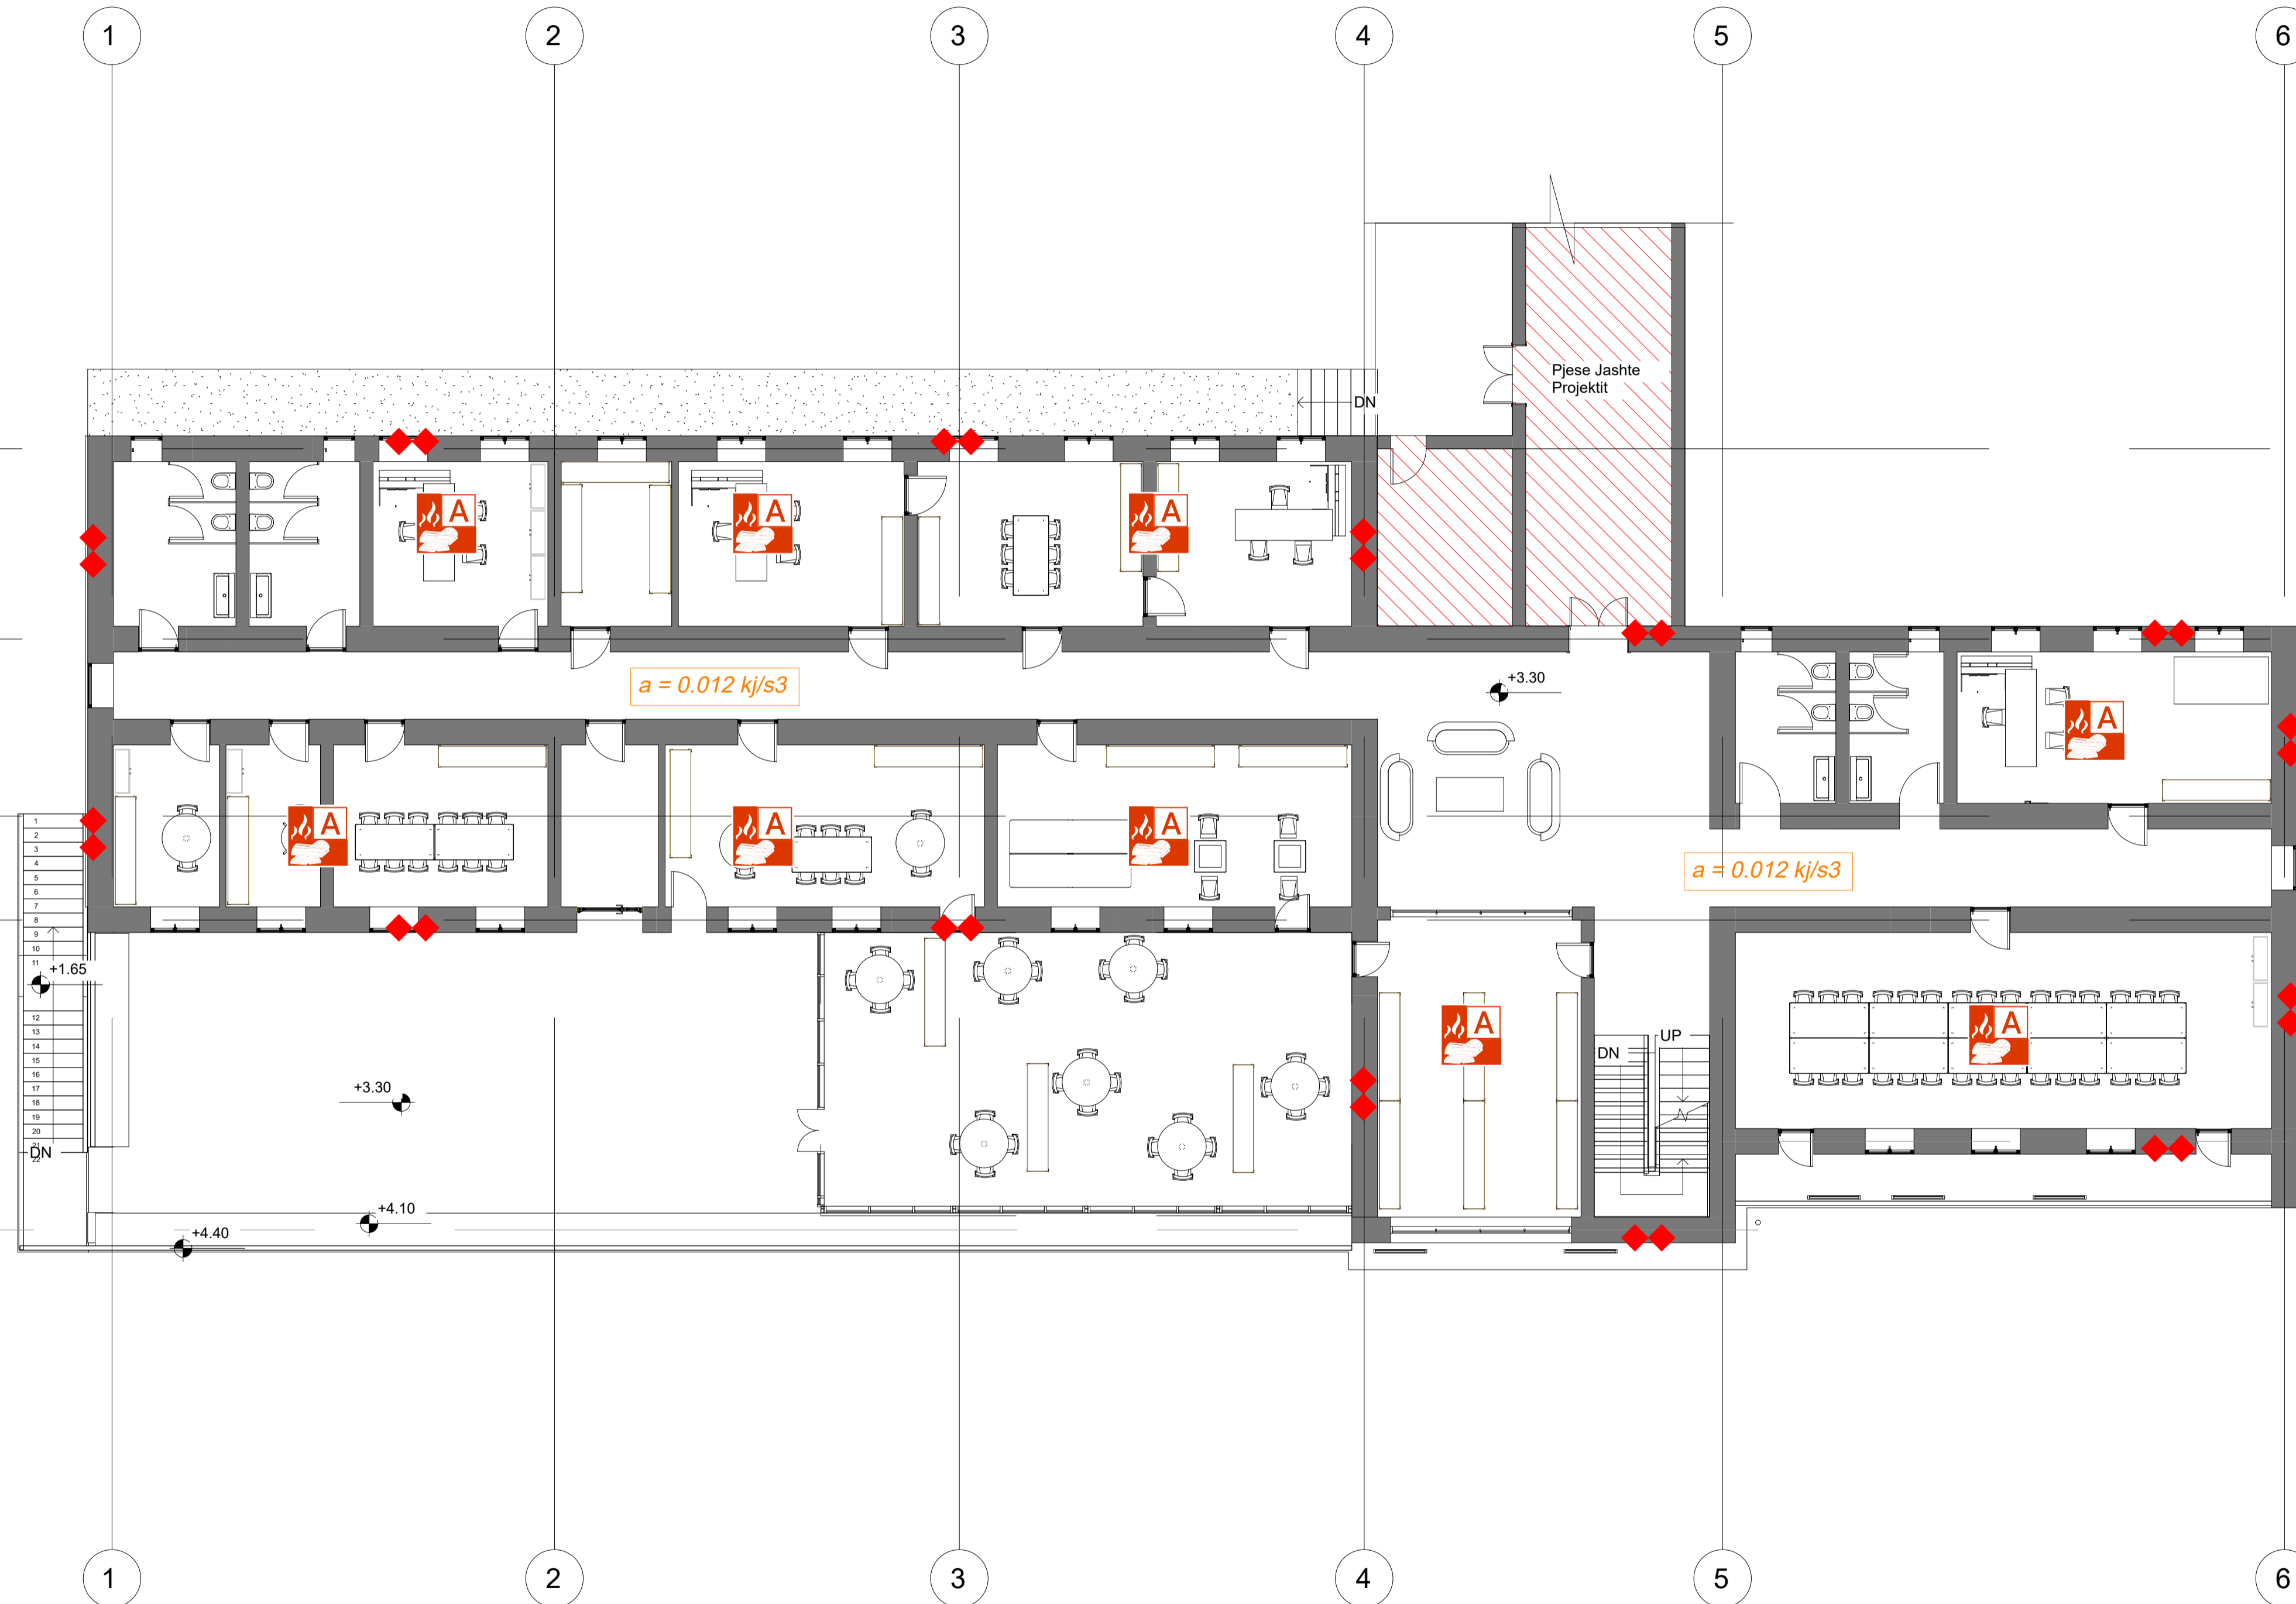 1 2 3 4 5 6
Pjese Jashte
Projektit
DN
A A A
a = 0.012 kj/s3
+3.30
A
A A A
a = 0.012 kj/s3
1
2
3
4
5
6
7
8
9
10
11
+1.65
12
13
14
15
16
17
18
19
20
21
22
DN
A
A
UP
DN
+3.30
+4.10
+4.40
1 2 3 4 5 6